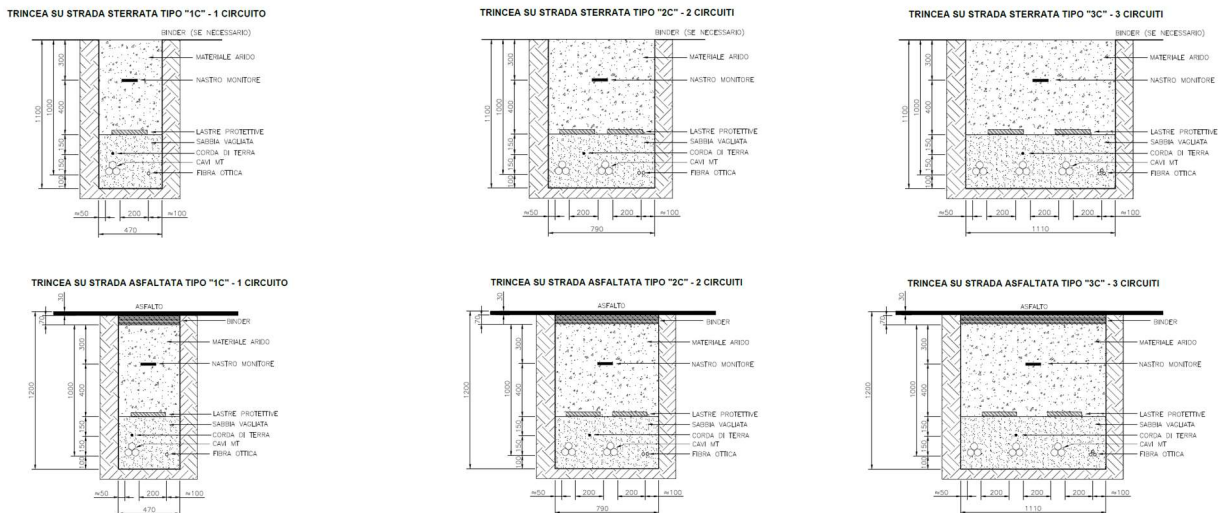 TRINCEA SU STRADA STERRATA TIPO "1C" - 1 CIRCUITO
BINDER (SE NECESSARIO)
MATERIALE ARIDO
NASTRO MONITORE
LASTRE PROTETTIVE
SABBIA VAGLIATA
CORDA DI TERRA
CAVI MT
FIBRA OTTICA
1100
1000
300
400
150
150
100
≈50
200
≈100
470
TRINCEA SU STRADA STERRATA TIPO "2C" - 2 CIRCUITI
BINDER (SE NECESSARIO)
MATERIALE ARIDO
NASTRO MONITORE
LASTRE PROTETTIVE
SABBIA VAGLIATA
CORDA DI TERRA
CAVI MT
FIBRA OTTICA
1100
1000
300
400
150
150
100
≈50
200
200
≈100
790
TRINCEA SU STRADA STERRATA TIPO "3C" - 3 CIRCUITI
BINDER (SE NECESSARIO)
MATERIALE ARIDO
NASTRO MONITORE
LASTRE PROTETTIVE
SABBIA VAGLIATA
CORDA DI TERRA
CAVI MT
FIBRA OTTICA
1100
1000
300
400
150
150
100
≈50
200
200
200
≈100
1110
TRINCEA SU STRADA ASFALTATA TIPO "1C" - 1 CIRCUITO
ASFALTO
BINDER
MATERIALE ARIDO
NASTRO MONITORE
LASTRE PROTETTIVE
SABBIA VAGLIATA
CORDA DI TERRA
CAVI MT
FIBRA OTTICA
30
70
1200
1000
300
400
150
150
100
≈50
200
≈100
470
TRINCEA SU STRADA ASFALTATA TIPO "2C" - 2 CIRCUITI
ASFALTO
BINDER
MATERIALE ARIDO
NASTRO MONITORE
LASTRE PROTETTIVE
SABBIA VAGLIATA
CORDA DI TERRA
CAVI MT
FIBRA OTTICA
30
70
1200
1000
300
400
150
150
100
≈50
200
200
≈100
790
TRINCEA SU STRADA ASFALTATA TIPO "3C" - 3 CIRCUITI
ASFALTO
BINDER
MATERIALE ARIDO
NASTRO MONITORE
LASTRE PROTETTIVE
SABBIA VAGLIATA
CORDA DI TERRA
CAVI MT
FIBRA OTTICA
30
70
1200
1000
300
400
150
150
100
≈50
200
200
200
≈100
1110